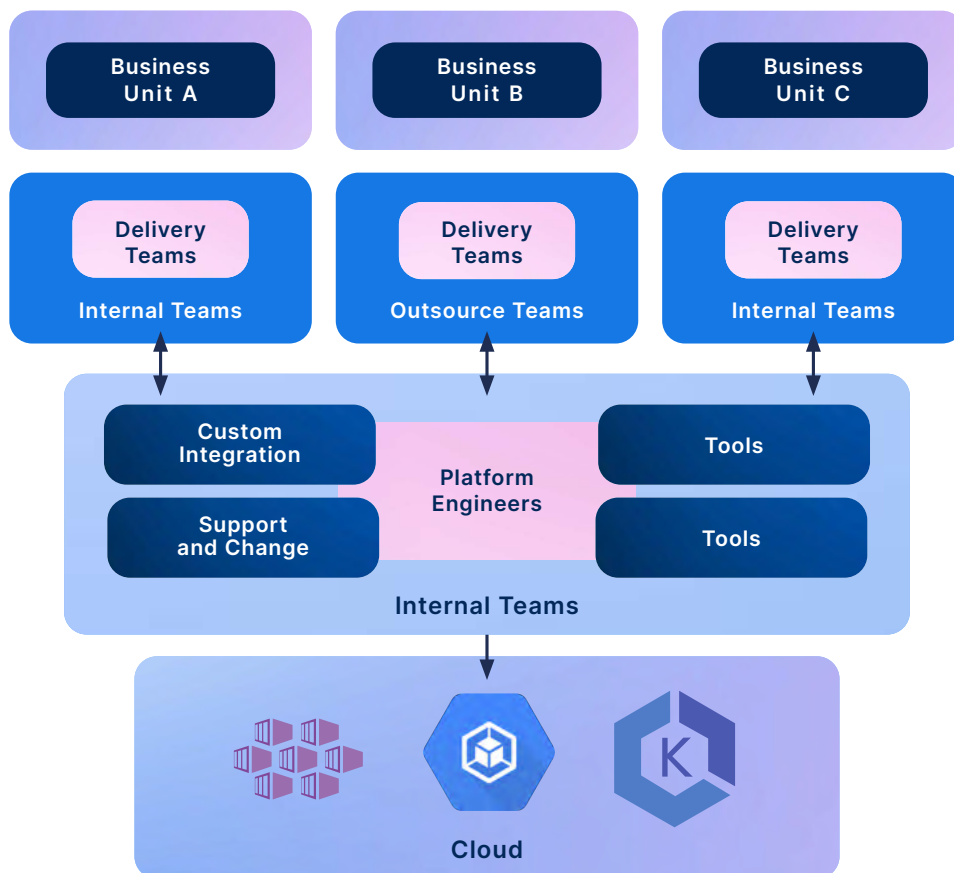 Business
Unit A
Business
Unit B
Business
Unit C
Delivery
Teams
Internal Teams
Delivery
Teams
Outsource Teams
Delivery
Teams
Internal Teams
Custom
Integration
Support
and Change
Platform
Engineers
Tools
Tools
Internal Teams
K
Cloud